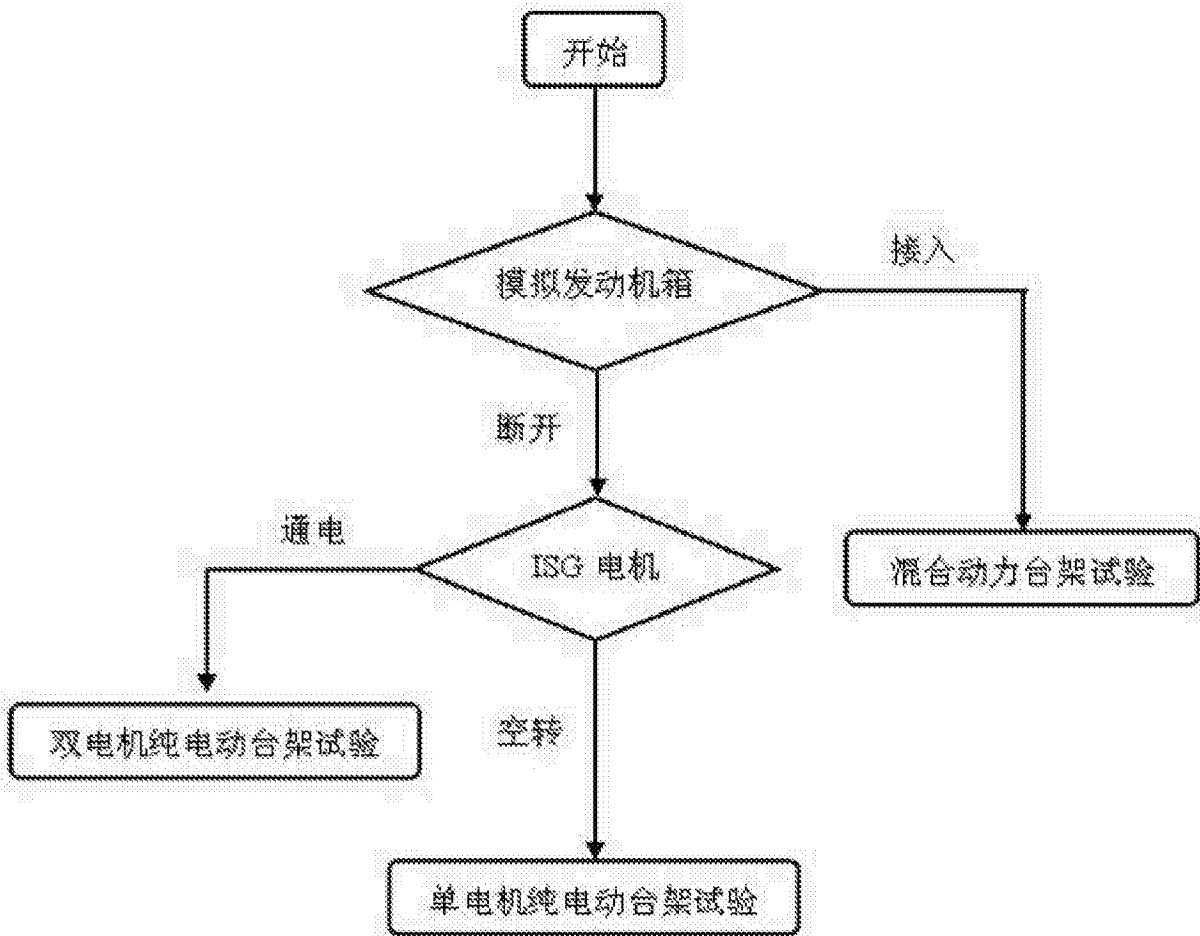 开始
摸拟发动机箱
接入
断开
通电
ISG 电机
混合动力台架试验
双电机纯电动台架试验
空转
单电机纯电动台架试验